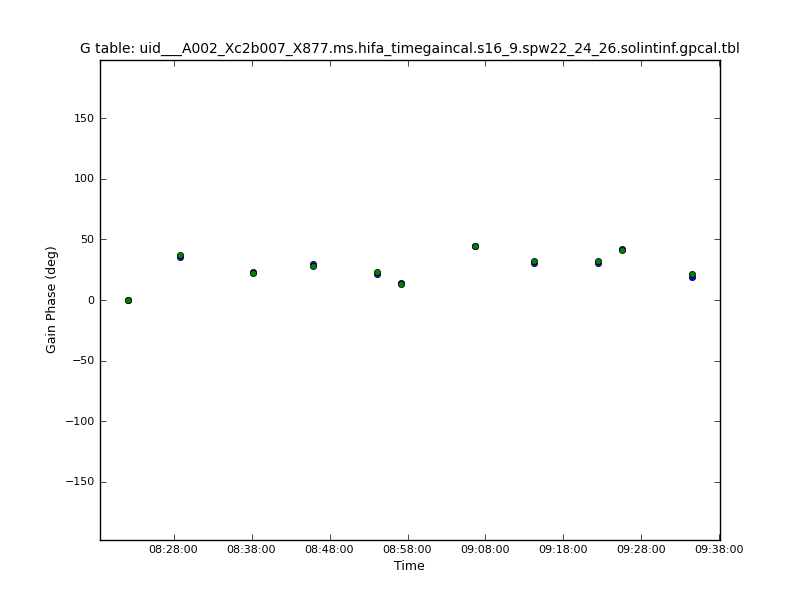 G table: uid___A002_Xc2b007_X877.ms.hifa_timegaincal.s16_9.spw22_24_26.solintinf.gpcal.tbl
150
100
50
0
−50
−100
−150
Gain Phase (deg)
08:28:00 08:38:00 08:48:00 08:58:00 09:08:00 09:18:00 09:28:00 09:38:00
Time